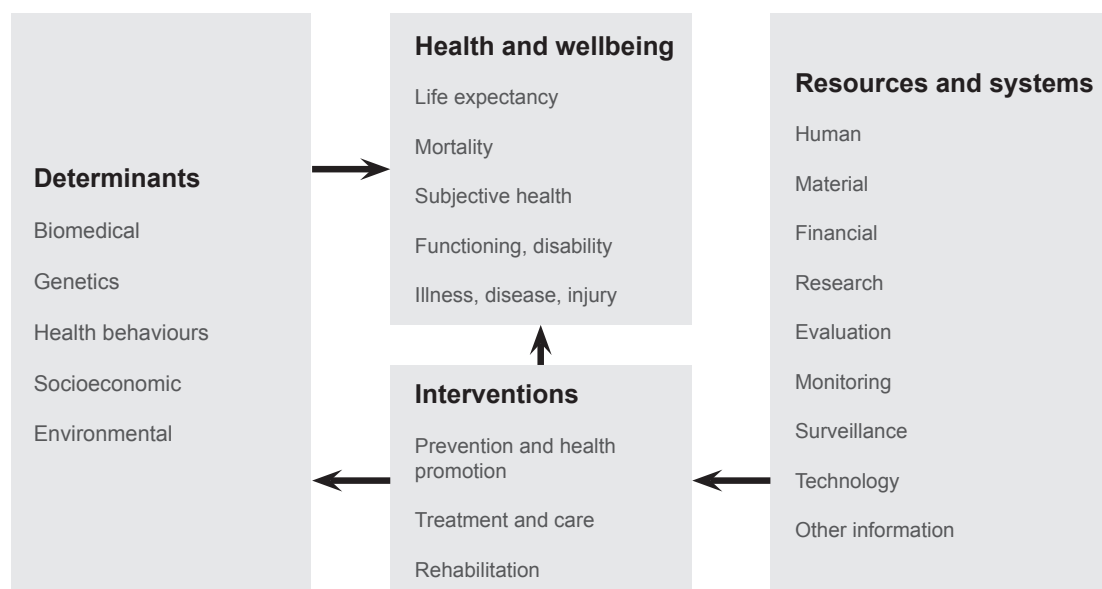 Determinants
Biomedical
Genetics
Health behaviours
Socioeconomic
Environmental
Health and wellbeing
Life expectancy
Mortality
Subjective health
Functioning, disability
Illness, disease, injury
Interventions
Prevention and health
promotion
Treatment and care
Rehabilitation
Resources and systems
Human
Material
Financial
Research
Evaluation
Monitoring
Surveillance
Technology
Other information